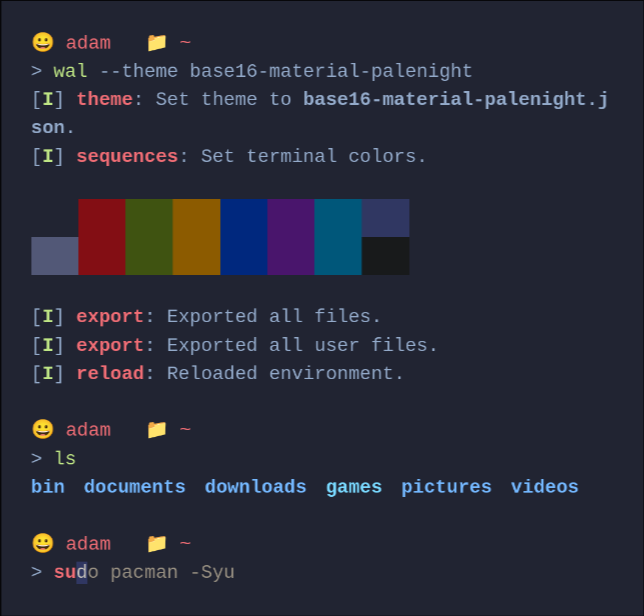 😀 adam 📁 ~
> wal --theme base16-material-palenight
[I] theme: Set theme to base16-material-palenight.j
son.
[I] sequences: Set terminal colors.
[I] export: Exported all files.
[I] export: Exported all user files.
[I] reload: Reloaded environment.
😀 adam 📁 ~
> ls
bin documents downloads games pictures videos
😀 adam 📁 ~
> sudo pacman -Syu